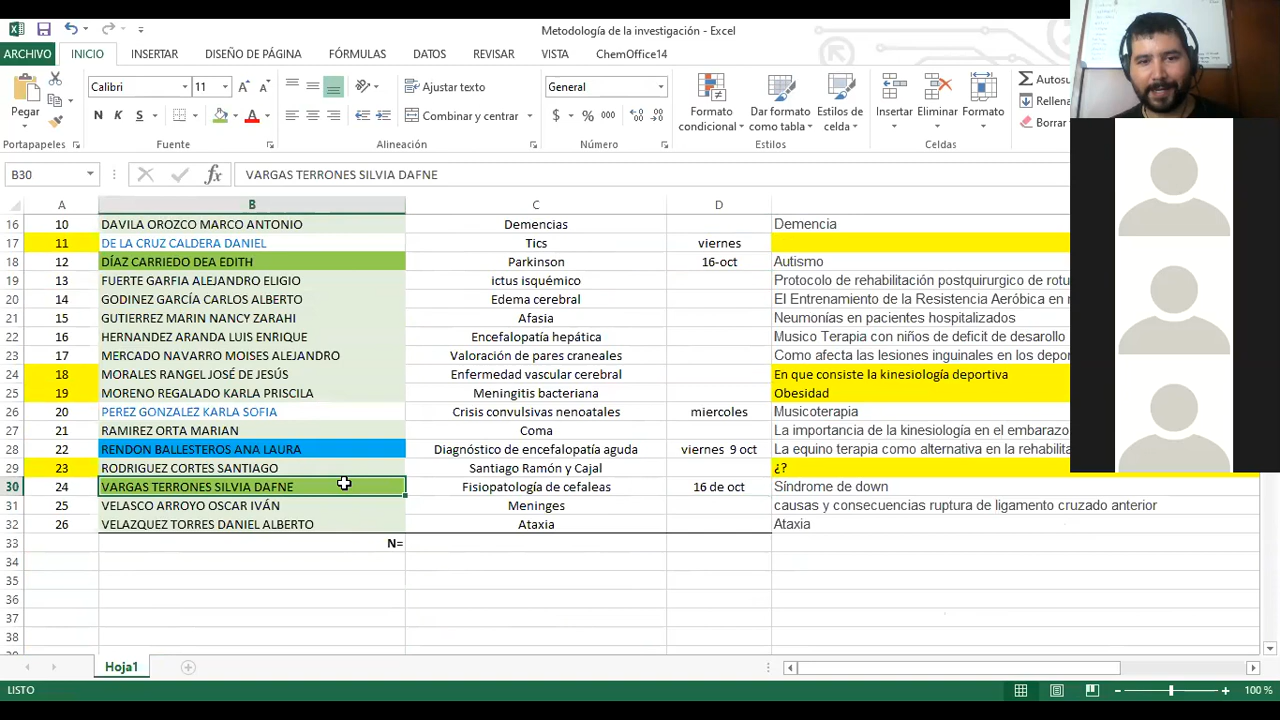 Metodología de la investigación - Excel
ARCHIVO INICIO INSERTAR DISEÑO DE PÁGINA FÓRMULAS DATOS REVISAR VISTA ChemOffice14
Pegar
Calibri 11
N K S
Ajustar texto
Combinar y centrar
General
$ % 000
Formato condicional
Dar formato como tabla
Estilos de celda
Insertar
Eliminar
Formato
Σ Autosu
Rellena
Borrar
Portapapeles Fuente Alineación Número Estilos Celdas
B30 fx VARGAS TERRONES SILVIA DAFNE
A B C D
16 10 DAVILA OROZCO MARCO ANTONIO Demencias Demencia
17 11 DE LA CRUZ CALDERA DANIEL Tics viernes
18 12 DÍAZ CARRIEDO DEA EDITH Parkinson 16-oct Autismo
19 13 FUERTE GARFIA ALEJANDRO ELIGIO ictus isquémico Protocolo de rehabilitación postquirurgico de rotu
20 14 GODINEZ GARCÍA CARLOS ALBERTO Edema cerebral El Entrenamiento de la Resistencia Aeróbica en
21 15 GUTIERREZ MARIN NANCY ZARAHI Afasia Neumonías en pacientes hospitalizados
22 16 HERNANDEZ ARANDA LUIS ENRIQUE Encefalopatía hepática Musico Terapia con niños de deficit de desarollo
23 17 MERCADO NAVARRO MOISES ALEJANDRO Valoración de pares craneales Como afecta las lesiones inguinales en los depor
24 18 MORALES RANGEL JOSÉ DE JESÚS Enfermedad vascular cerebral En que consiste la kinesiología deportiva
25 19 MORENO REGALADO KARLA PRISCILA Meningitis bacteriana Obesidad
26 20 PEREZ GONZALEZ KARLA SOFIA Crisis convulsivas nenoatales miercoles Musicoterapia
27 21 RAMIREZ ORTA MARIAN Coma La importancia de la kinesiología en el embarazo
28 22 RENDON BALLESTEROS ANA LAURA Diagnóstico de encefalopatía aguda viernes 9 oct La equino terapia como alternativa en la rehabilita
29 23 RODRIGUEZ CORTES SANTIAGO Santiago Ramón y Cajal ¿?
30 24 VARGAS TERRONES SILVIA DAFNE Fisiopatología de cefaleas 16 de oct Síndrome de down
31 25 VELASCO ARROYO OSCAR IVÁN Meninges causas y consecuencias ruptura de ligamento cruzado anterior
32 26 VELAZQUEZ TORRES DANIEL ALBERTO Ataxia Ataxia
33 N=
34
35
36
37
38
Hoja1
LISTO 100 %